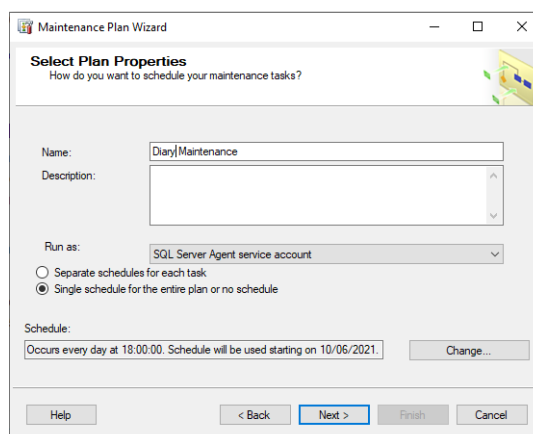 Maintenance Plan Wizard
Select Plan Properties
How do you want to schedule your maintenance tasks?
Name:
Diary Maintenance
Description:
Run as:
SQL Server Agent service account
Separate schedules for each task
Single schedule for the entire plan or no schedule
Schedule:
Occurs every day at 18:00:00. Schedule will be used starting on 10/06/2021.
Change...
Help
< Back
Next >
Finish
Cancel